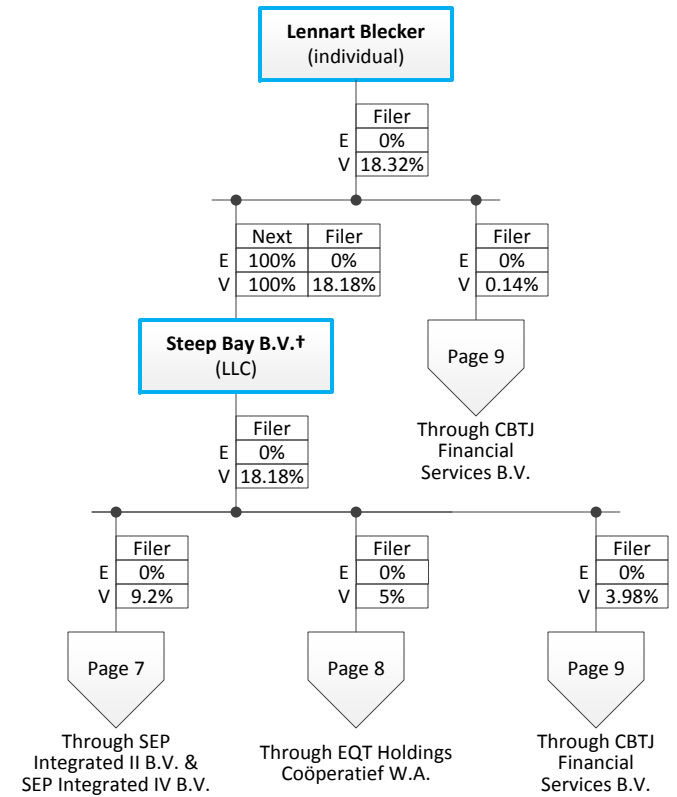 Lennart Blecker
(individual)
Filer
E 0%
V 18.32%
Next Filer
E 100% 0%
V 100% 18.18%
Filer
E 0%
V 0.14%
Steep Bay B.V.†
(LLC)
Page 9
Through CBTJ
Financial
Services B.V.
Filer
E 0%
V 18.18%
Filer
E 0%
V 9.2%
Filer
E 0%
V 5%
Filer
E 0%
V 3.98%
Page 7
Through SEP
Integrated II B.V. &
SEP Integrated IV B.V.
Page 8
Through EQT Holdings
Coöperatief W.A.
Page 9
Through CBTJ
Financial
Services B.V.